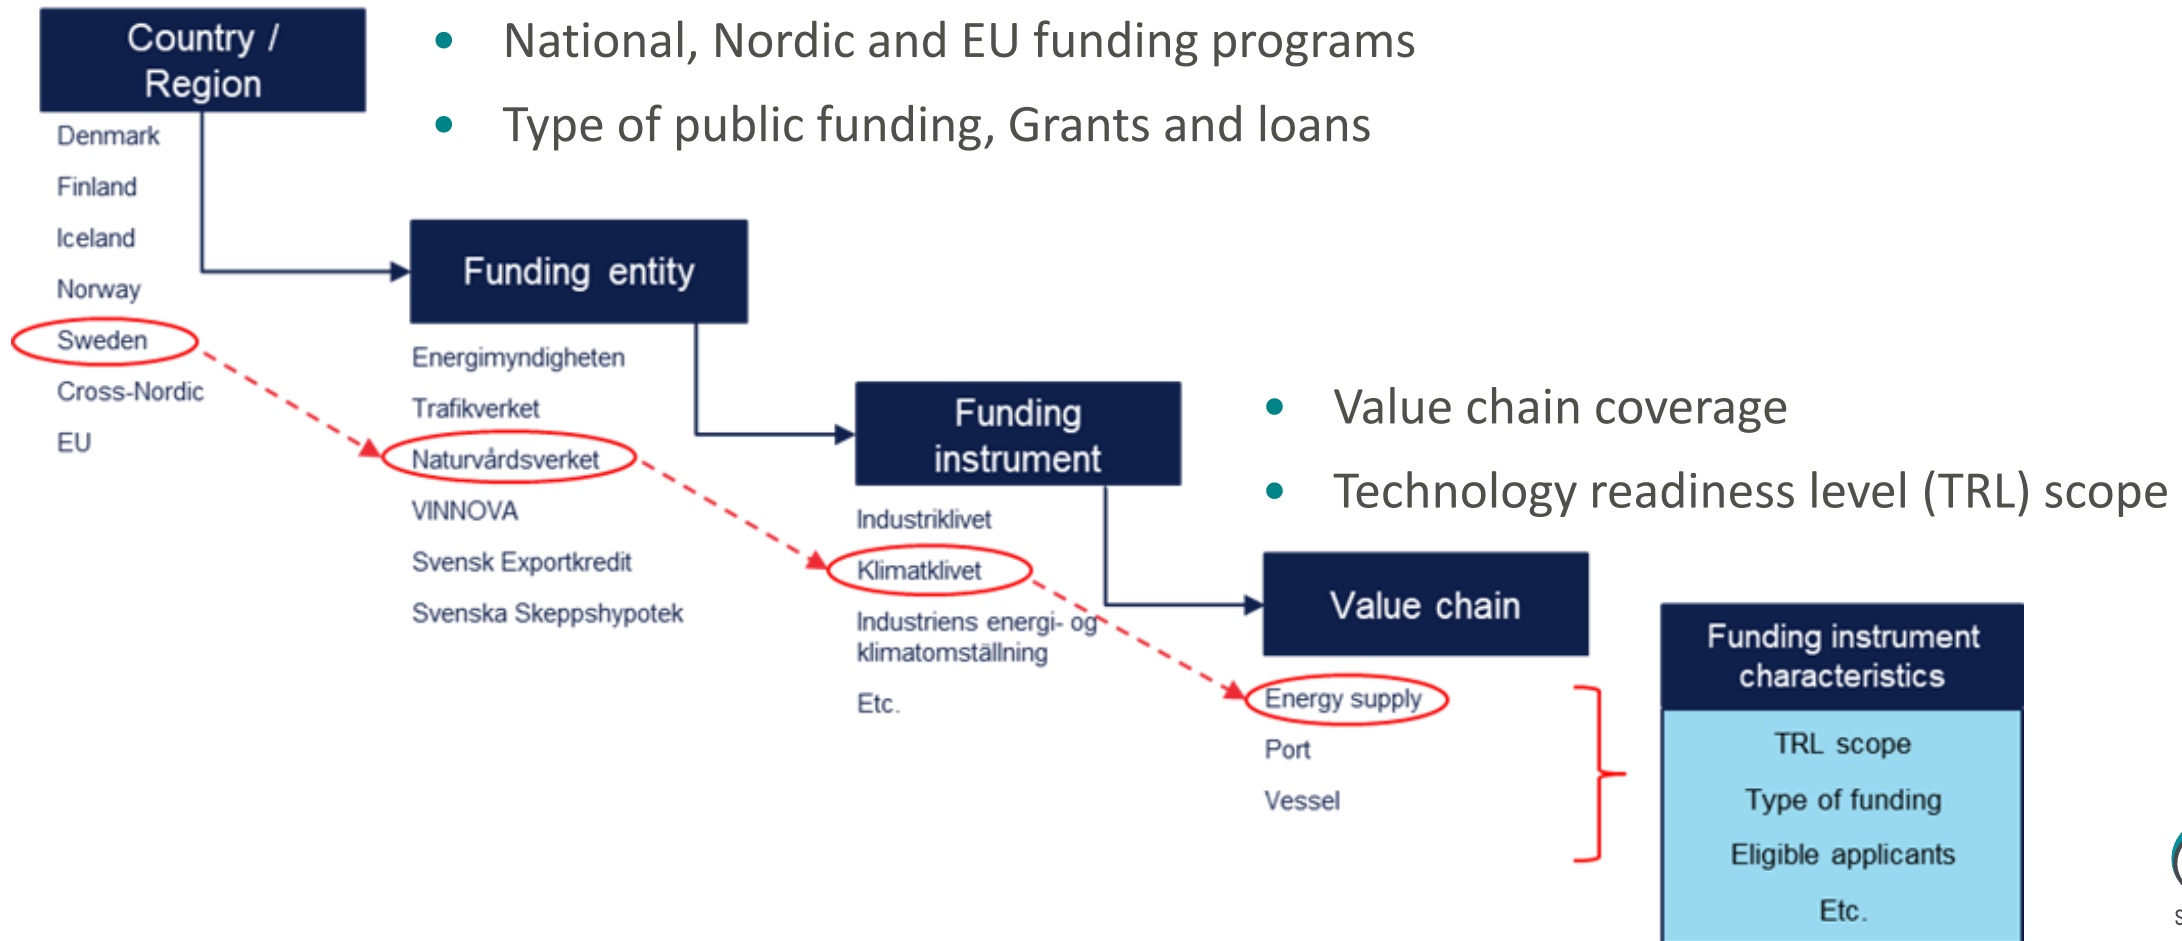 Country /
Region
• National, Nordic and EU funding programs
• Type of public funding, Grants and loans
Denmark
Finland
Iceland
Norway
Sweden
Cross-Nordic
EU
Funding entity
Energimyndigheten
Trafikverket
Naturvårdsverket
VINNOVA
Svensk Exportkredit
Svenska Skeppshypotek
Funding
instrument
Industriklivet
Klimatklivet
Industriens energi- og
klimatomställning
Etc.
• Value chain coverage
• Technology readiness level (TRL) scope
Value chain
Energy supply
Port
Vessel
Funding instrument
characteristics
TRL scope
Type of funding
Eligible applicants
Etc.